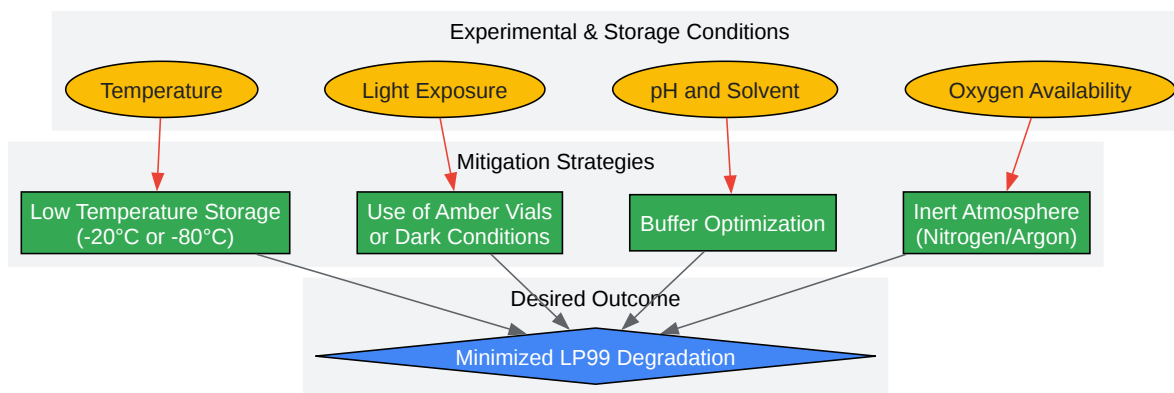 Experimental & Storage Conditions
Temperature
Light Exposure
pH and Solvent
Oxygen Availability
Mitigation Strategies
Low Temperature Storage
(-20°C or -80°C)
Use of Amber Vials
or Dark Conditions
Buffer Optimization
Inert Atmosphere
(Nitrogen/Argon)
Desired Outcome
Minimized LP99 Degradation